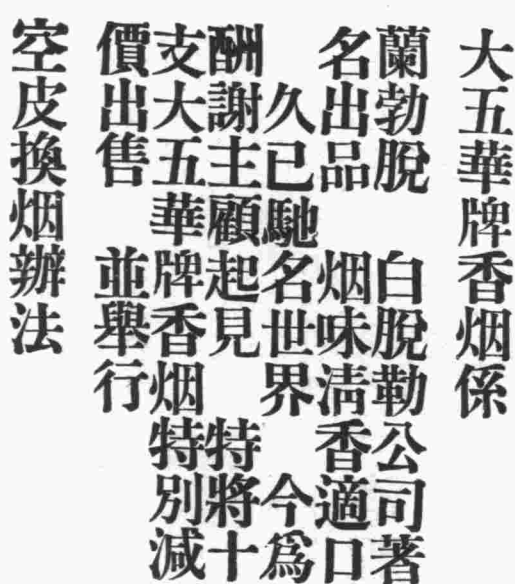 大五華牌香烟係
蘭勃脫 白脫勒公司著
名出品 烟味清香適口
久已馳名世界 今為
酬謝主顧起見 特將十
支大五華牌香烟特別減
價出售 並舉行
空皮換烟辦法